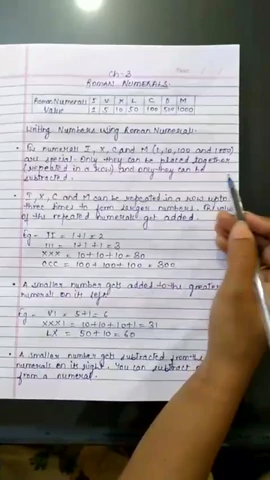 Ch-3
ROMAN NUMERALS
Roman Numerals I V X L C D M
Value 1 5 10 50 100 500 1000
Writing Numbers using Roman Numerals.
• The numerals I, X, C, and M (1, 10, 100 and 1000)
are special. Only they can be placed together
(repeated in a row) and only they can be
subtracted.
• I, X, C and M can be repeated in a row upto
three times to form larger numbers. The value
of the repeated numerals get added.
Eg - II = 1+1 = 2
III = 1+1+1 = 3
XXX = 10+10+10 = 30
CCC = 100+100+100 = 300
• A smaller number gets added to the greater
numeral on its left
Eg = VI = 5+1 = 6
XXXI = 10+10+10+1 = 31
LX = 50+10 = 60
• A smaller number gets subtracted from the
numerals on its right. You can subtract
from a numeral.